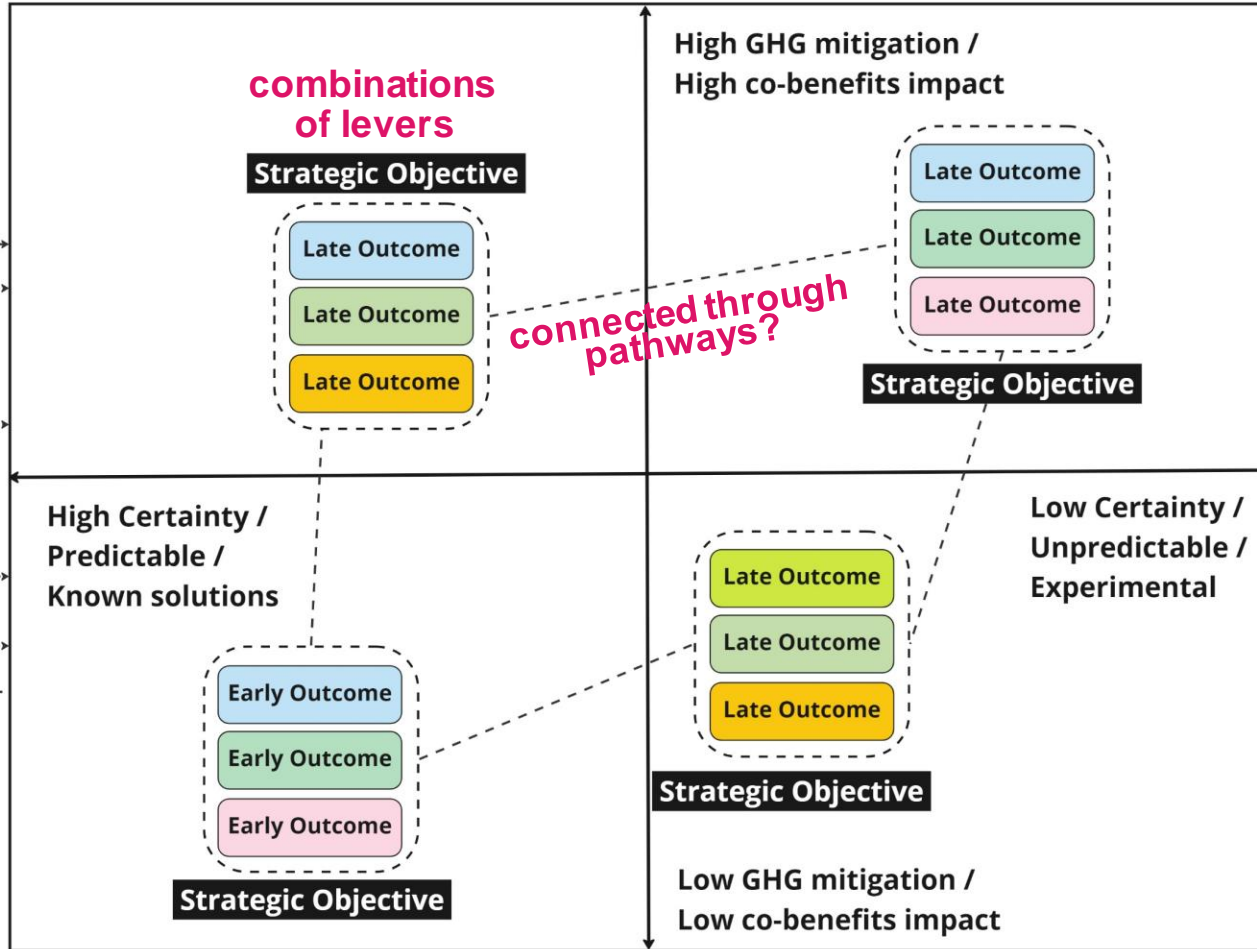 combinations
of levers
Strategic Objective
Late Outcome
Late Outcome
Late Outcome
High GHG mitigation /
High co-benefits impact
Late Outcome
Late Outcome
Late Outcome
Strategic Objective
connected through
pathways?
High Certainty /
Predictable /
Known solutions
Low Certainty /
Unpredictable /
Experimental
Early Outcome
Early Outcome
Early Outcome
Strategic Objective
Late Outcome
Late Outcome
Late Outcome
Strategic Objective
Low GHG mitigation /
Low co-benefits impact